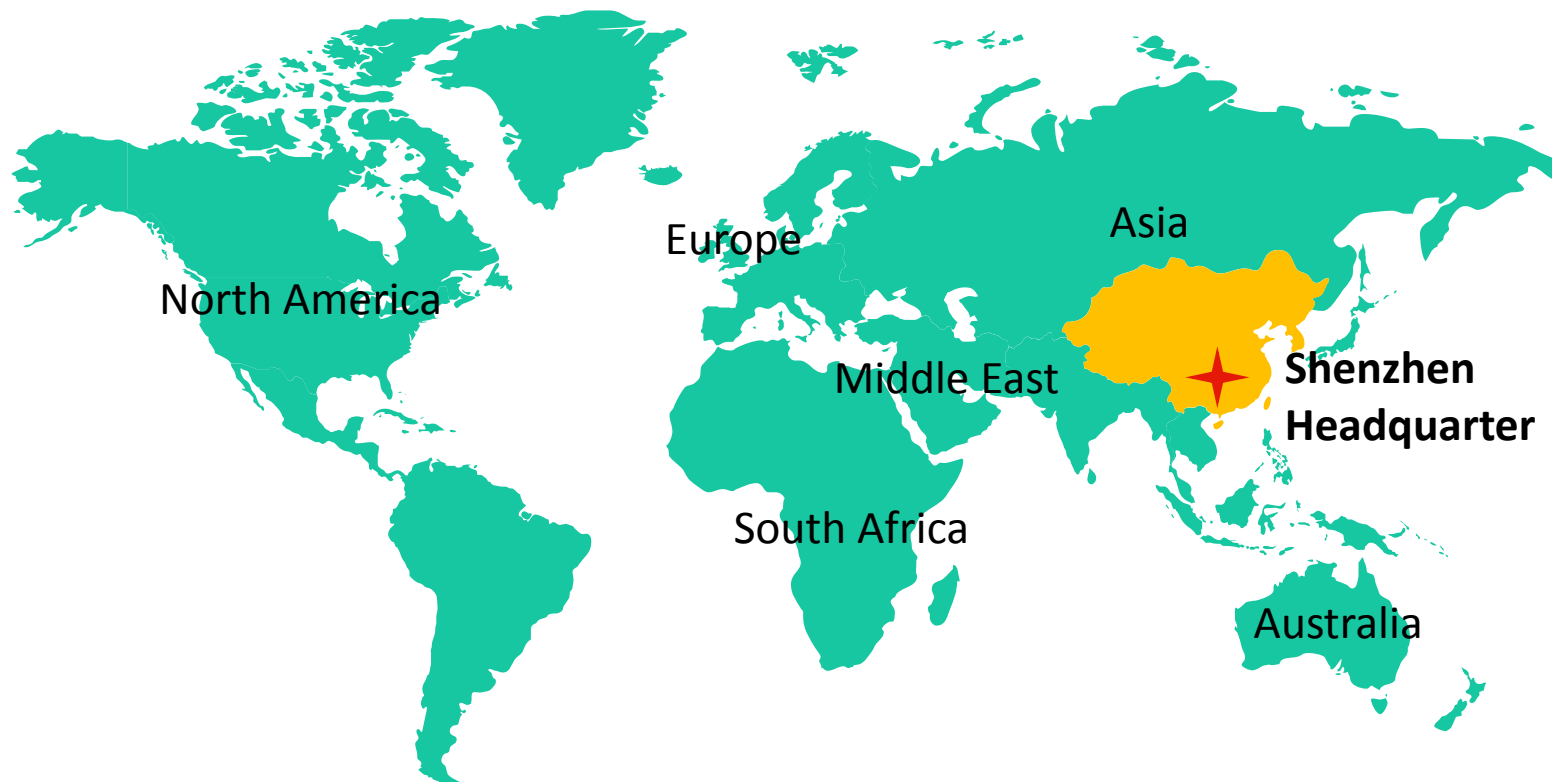 Asia
Europe
North America
Shenzhen
Headquarter
Middle East
South Africa
Australia